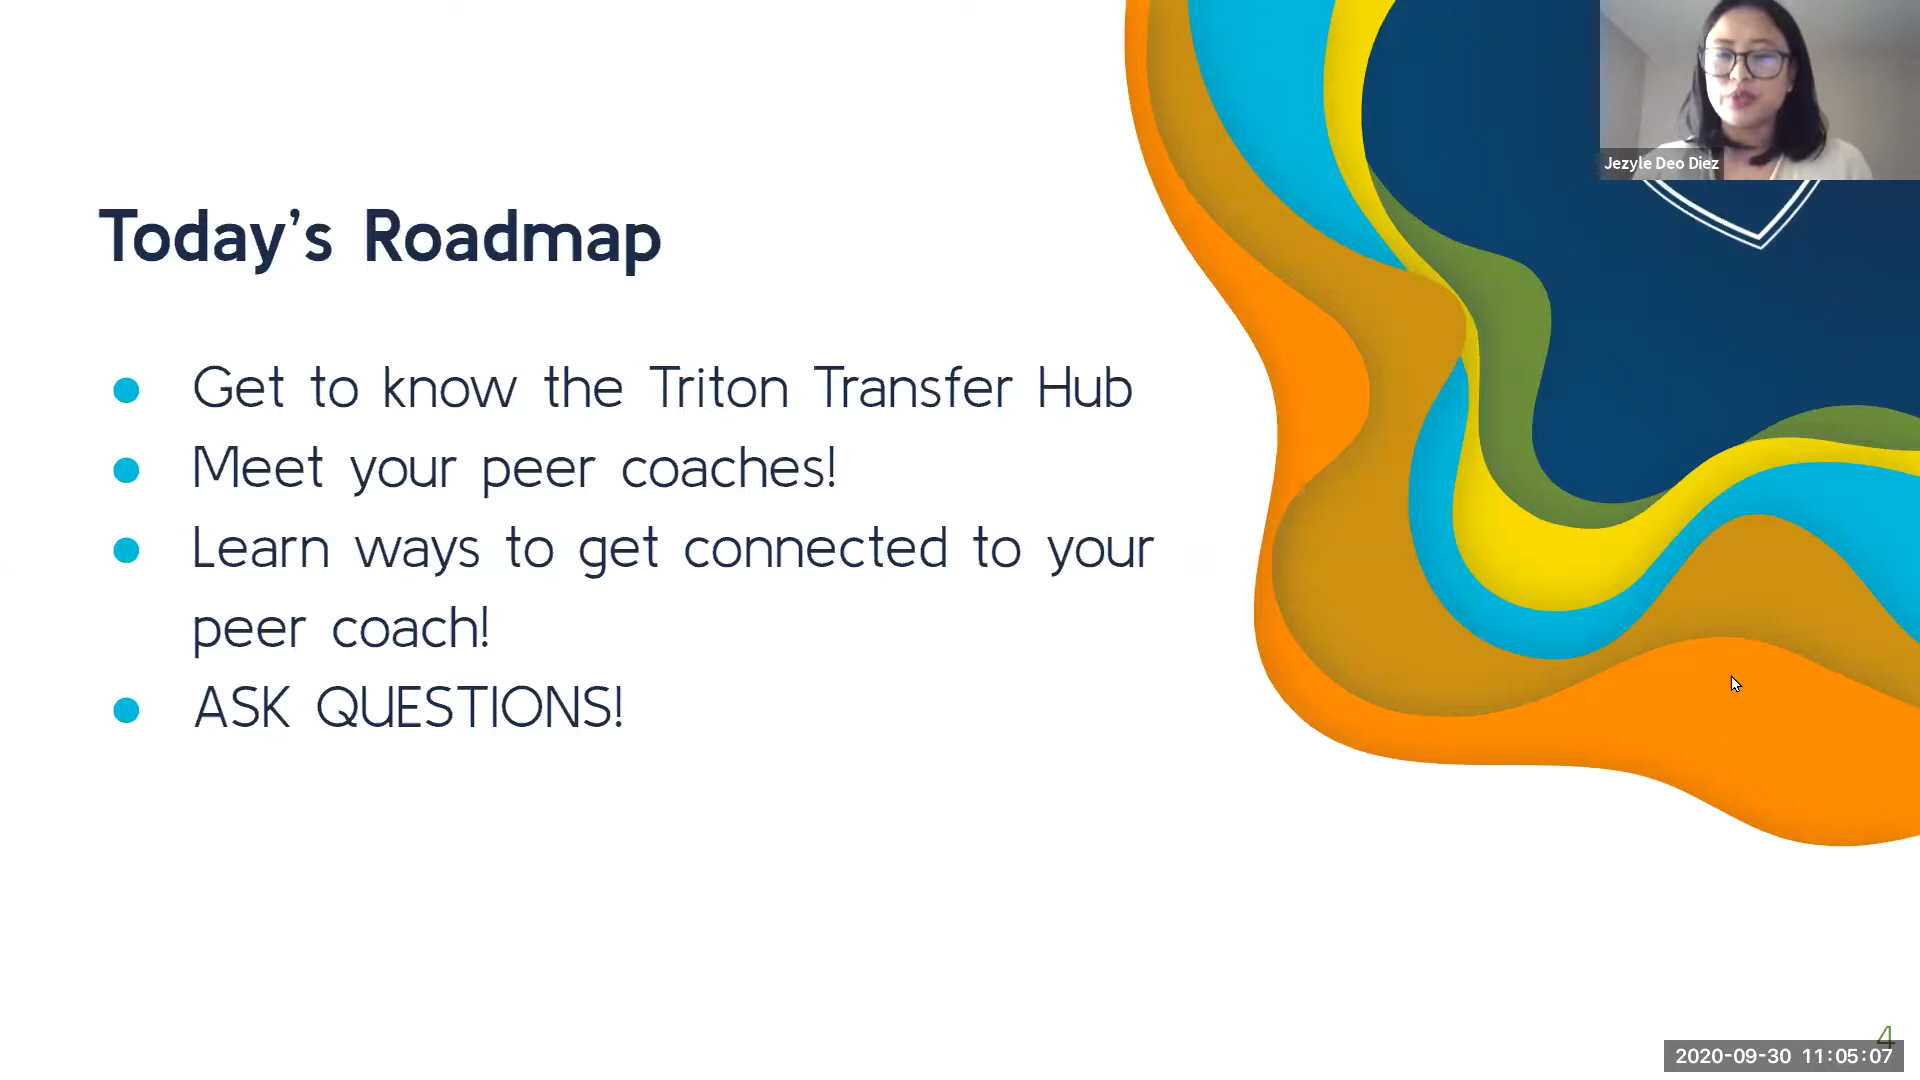 Jezyle Deo Diez
Today's Roadmap
● Get to know the Triton Transfer Hub
● Meet your peer coaches!
● Learn ways to get connected to your
peer coach!
● ASK QUESTIONS!
4
2020-09-30 11:05:07